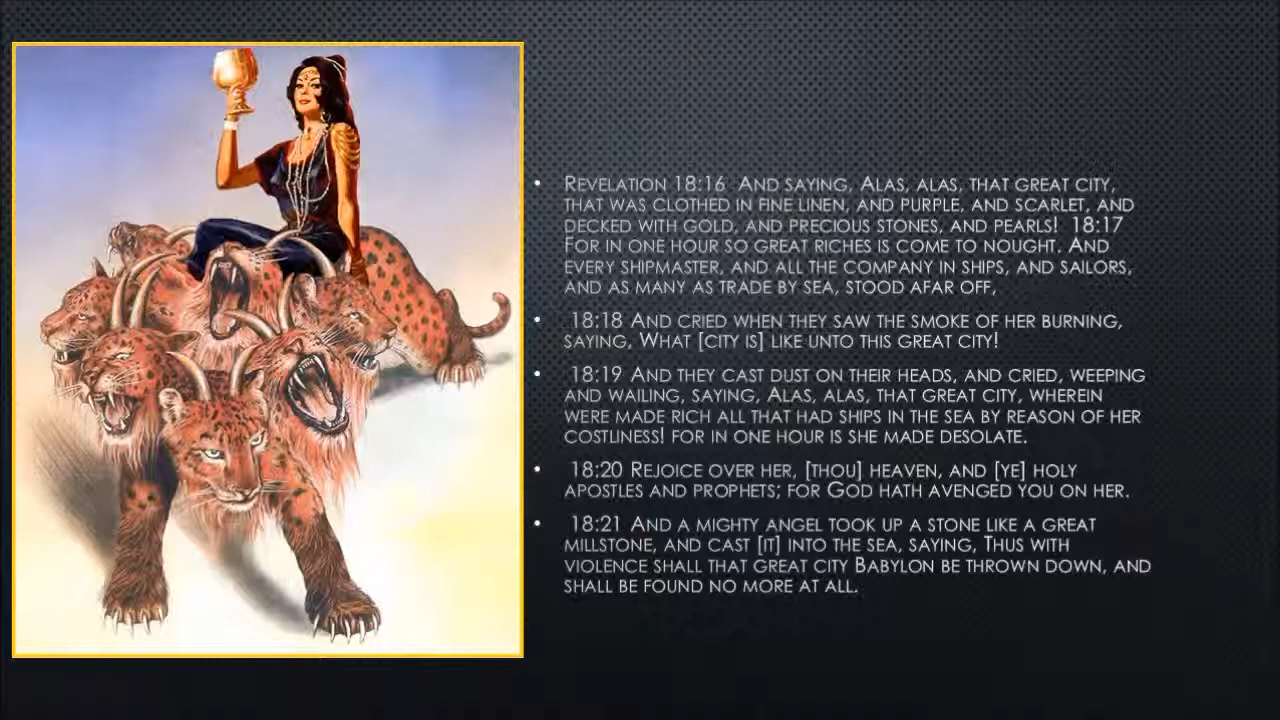 • Revelation 18:16 And saying, Alas, alas, that great city,
that was clothed in fine linen, and purple, and scarlet, and
decked with gold, and precious stones, and pearls! 18:17
For in one hour so great riches is come to nought. And
every shipmaster, and all the company in ships, and sailors,
and as many as trade by sea, stood afar off,
• 18:18 And cried when they saw the smoke of her burning,
saying, What [city is] like unto this great city!
• 18:19 And they cast dust on their heads, and cried, weeping
and wailing, saying, Alas, alas, that great city, wherein
were made rich all that had ships in the sea by reason of her
costliness! for in one hour is she made desolate.
• 18:20 Rejoice over her, [thou] heaven, and [ye] holy
apostles and prophets; for God hath avenged you on her.
• 18:21 And a mighty angel took up a stone like a great
millstone, and cast [it] into the sea, saying, Thus with
violence shall that great city Babylon be thrown down, and
shall be found no more at all.